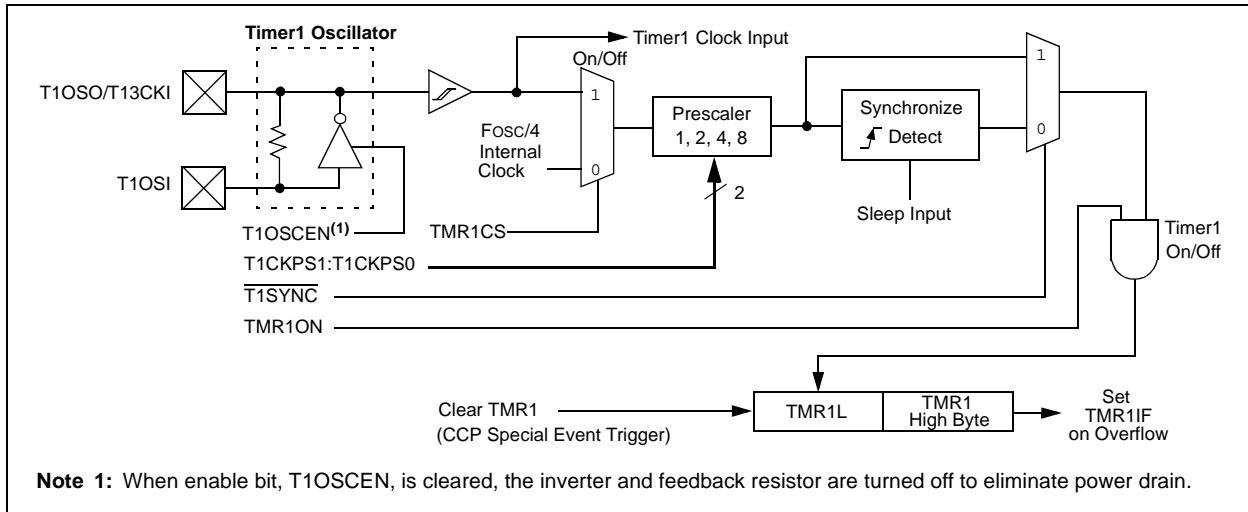 Timer1 Oscillator
Timer1 Clock Input
On/Off
T1OSO/T13CKI
1
1
FOSC/4
Internal
Clock
0
Prescaler
1, 2, 4, 8
Synchronize
Detect
0
2
T1OSI
Sleep Input
T1OSCEN(1)
TMR1CS
Timer1
On/Off
T1CKPS1:T1CKPS0
T1SYNC
TMR1ON
Clear TMR1
(CCP Special Event Trigger)
TMR1L
TMR1
High Byte
Set
TMR1IF
on Overflow
Note 1: When enable bit, T1OSCEN, is cleared, the inverter and feedback resistor are turned off to eliminate power drain.